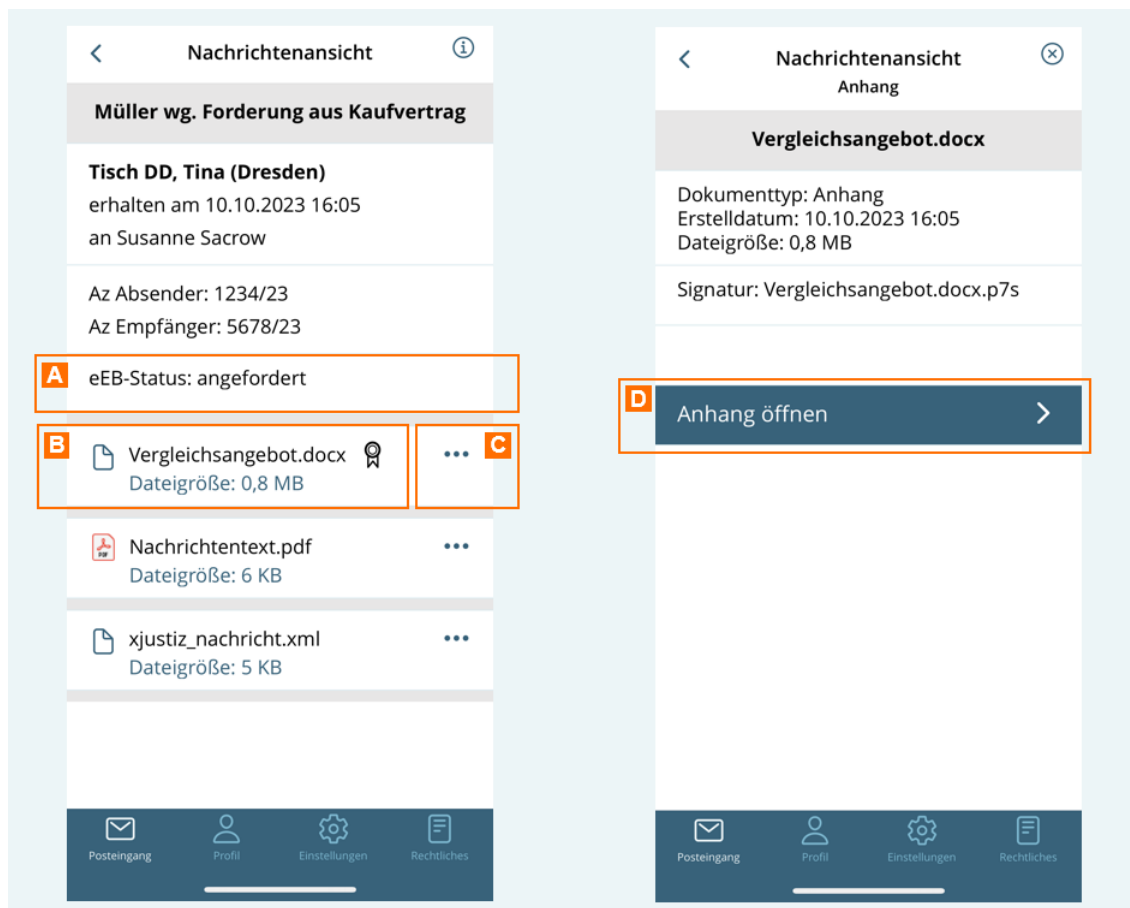 Nachrichtenansicht
Müller wg. Forderung aus Kaufvertrag
Tisch DD, Tina (Dresden)
erhalten am 10.10.2023 16:05
an Susanne Sacrow
Az Absender: 1234/23
Az Empfänger: 5678/23
A
eEB-Status: angefordert
B
Vergleichsangebot.docx
C
Dateigröße: 0,8 MB
PDF
Nachrichtentext.pdf
Dateigröße: 6 KB
xjustiz_nachricht.xml
Dateigröße: 5 KB
Posteingang Profil Einstellungen Rechtliches
Nachrichtenansicht
Anhang
Vergleichsangebot.docx
Dokumenttyp: Anhang
Erstelldatum: 10.10.2023 16:05
Dateigröße: 0,8 MB
Signatur: Vergleichsangebot.docx.p7s
D
Anhang öffnen
Posteingang Profil Einstellungen Rechtliches